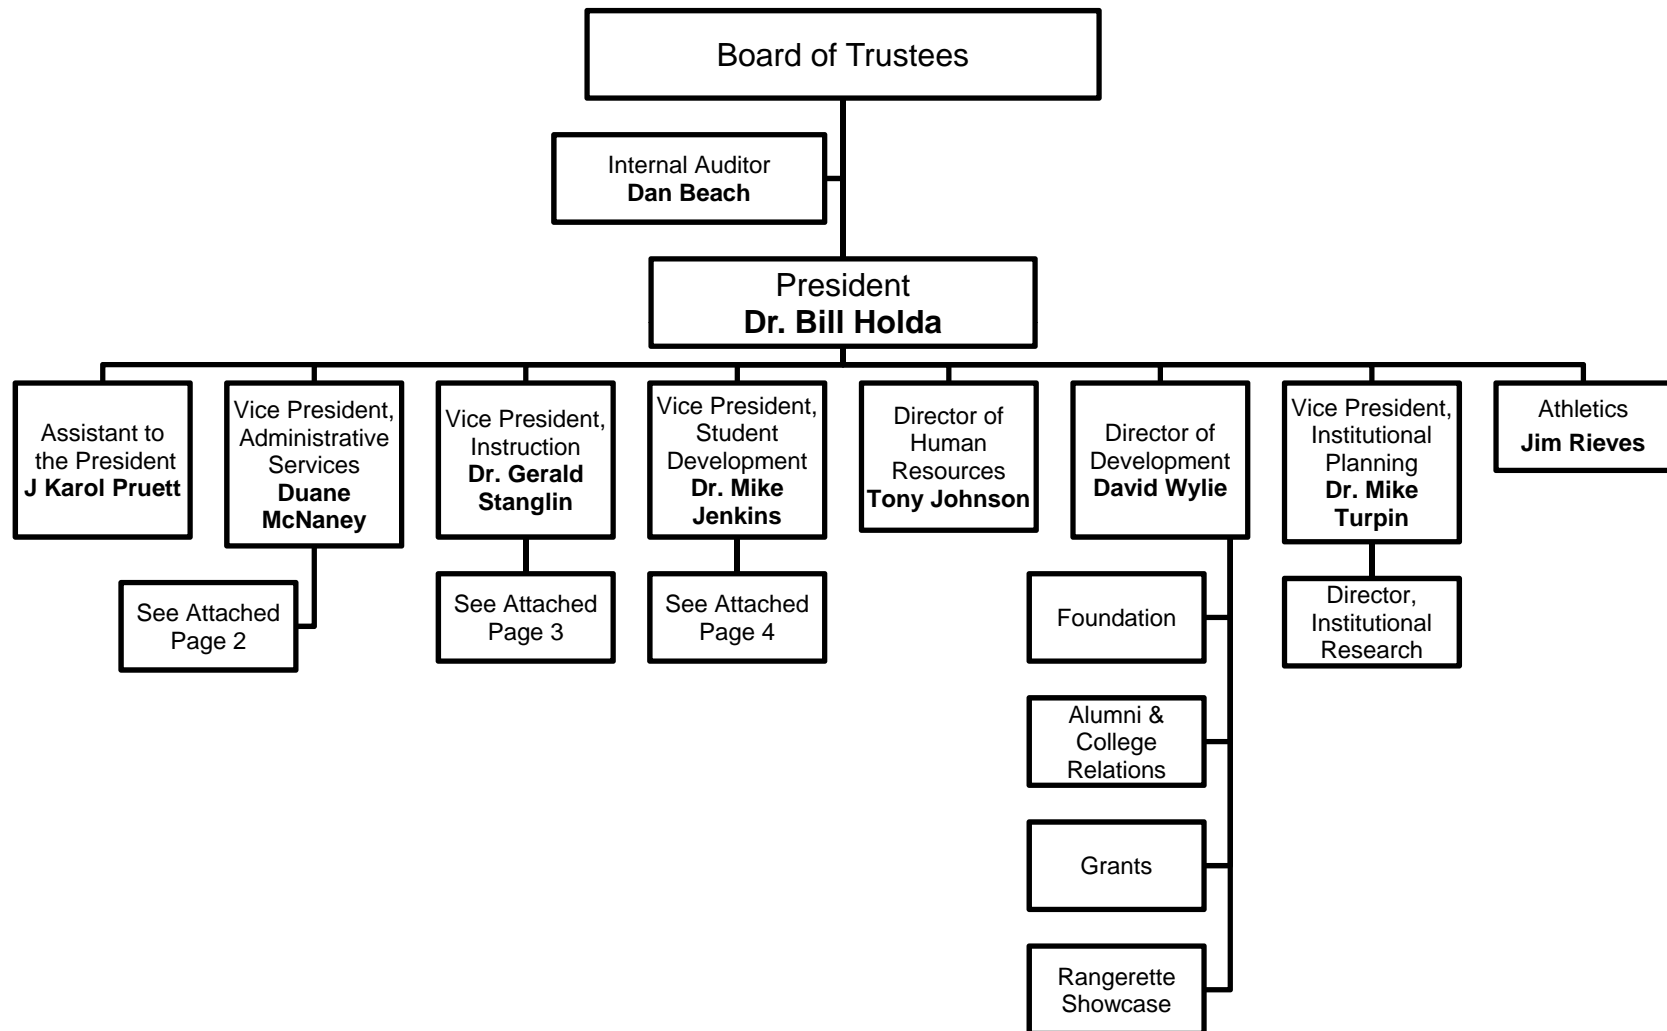 Board of Trustees
Internal Auditor
Dan Beach
President
Dr. Bill Holda
Assistant to
the President
J Karol Pruett
Vice President,
Administrative
Services
Duane
McNaney
Vice President,
Instruction
Dr. Gerald
Stanglin
Vice President,
Student
Development
Dr. Mike
Jenkins
Director of
Human
Resources
Tony Johnson
Director of
Development
David Wylie
Vice President,
Institutional
Planning
Dr. Mike
Turpin
Athletics
Jim Rieves
See Attached
Page 2
See Attached
Page 3
See Attached
Page 4
Foundation
Director,
Institutional
Research
Alumni &
College
Relations
Grants
Rangerette
Showcase